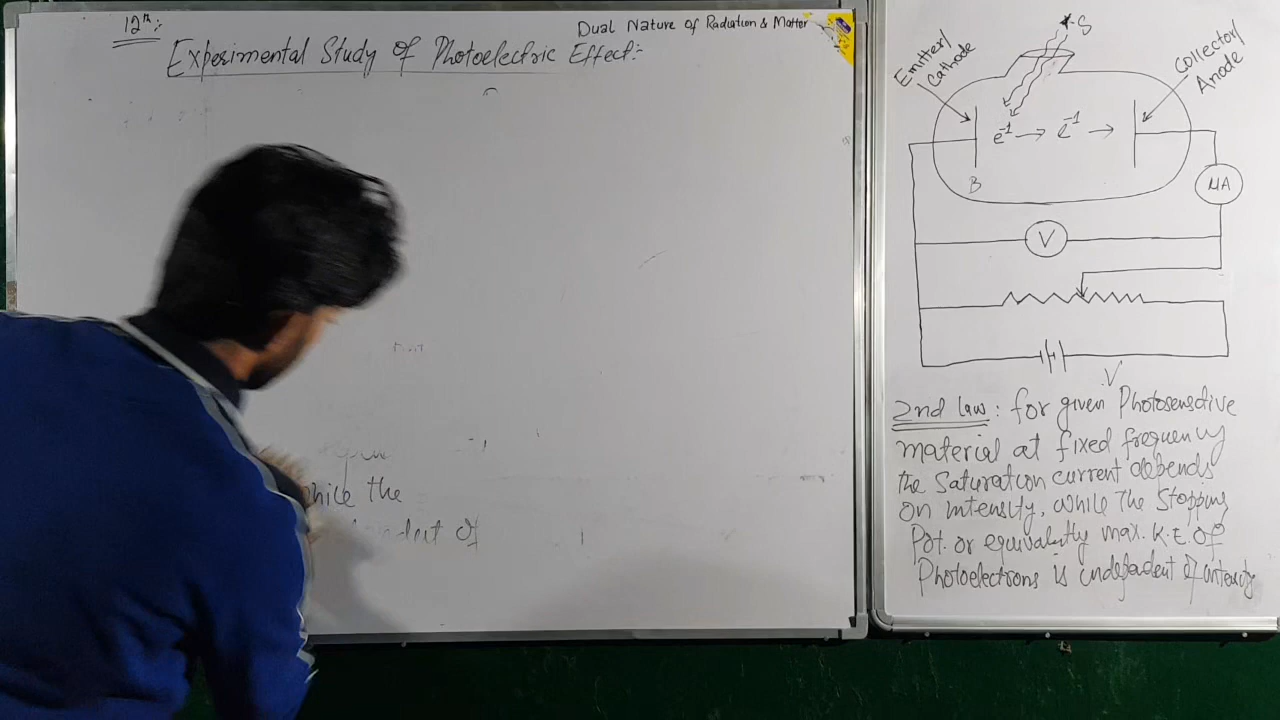 12th:
Dual Nature of Radiation & Matter
Experimental Study of Photoelectric Effect:-
while the
of
S
Emitter/
Cathode
Collector/
Anode
e⁻¹ → e⁻¹ →
B
μA
V
V
2nd law: for given Photosensitive
material at fixed frequency
the Saturation current depends
on intensity, while the Stopping
Pot. or equivalently max. K.E. of
Photoelectrons is independent of intensity